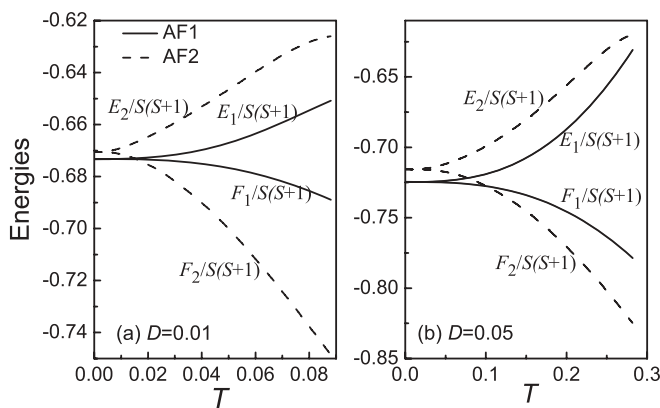 Energies
-0.62
-0.64
-0.66
-0.68
-0.70
-0.72
-0.74
AF1
AF2
E2/S(S+1)
E1/S(S+1)
F1/S(S+1)
F2/S(S+1)
(a) D=0.01
0.00 0.02 0.04 0.06 0.08
T
-0.65
-0.70
-0.75
-0.80
-0.85
E2/S(S+1)
E1/S(S+1)
F1/S(S+1)
F2/S(S+1)
(b) D=0.05
0.0 0.1 0.2 0.3
T